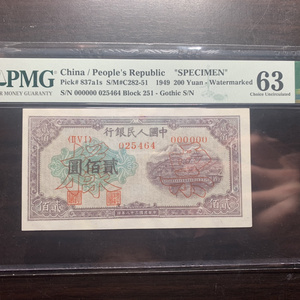 PMG
China / People's Republic "SPECIMEN"
Pick# 837a1s S/M#C282-51 1949 200 Yuan - Watermarked
S/N 000000 025464 Block 251 - Gothic S/N
63
Choice Uncirculated
PAPER MONEY GUARANTY
行銀民人國中
000000
025464
圓佰貳